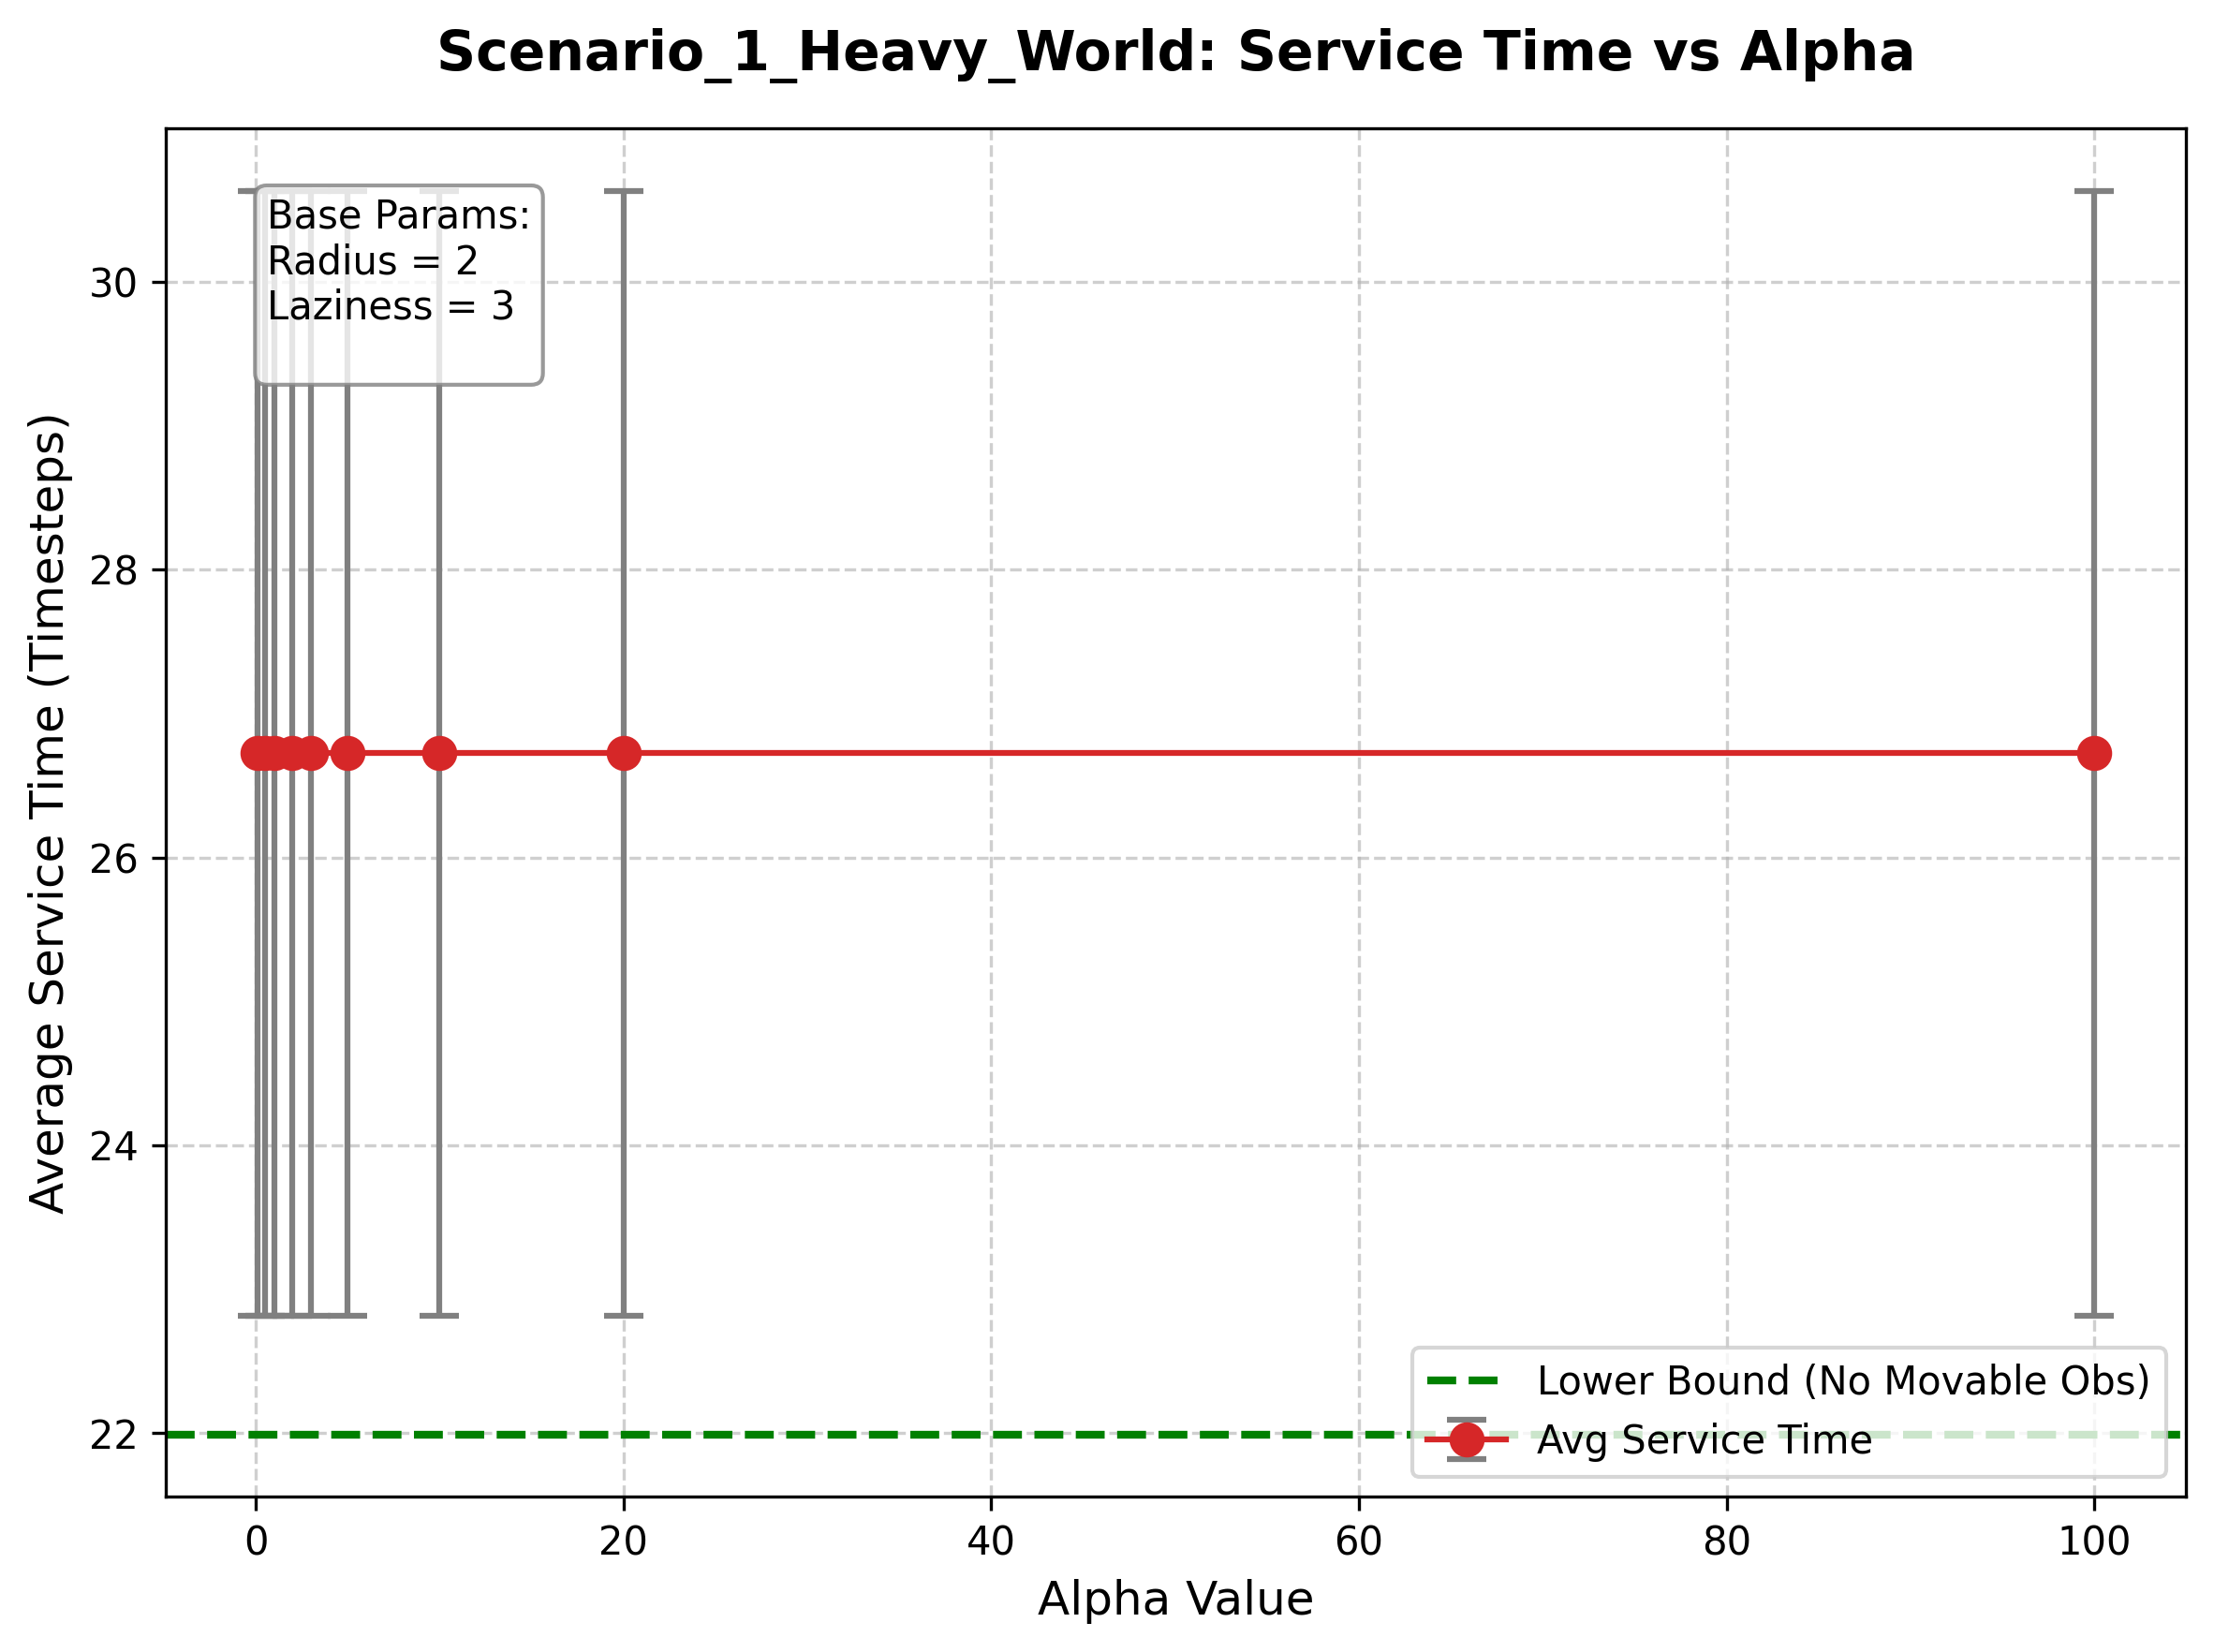 Scenario_1_Heavy_World: Service Time vs Alpha
Base Params:
Radius = 2
Laziness = 3
30
28
26
24
22
Average Service Time (Timesteps)
Lower Bound (No Movable Obs)
Avg Service Time
0 20 40 60 80 100
Alpha Value